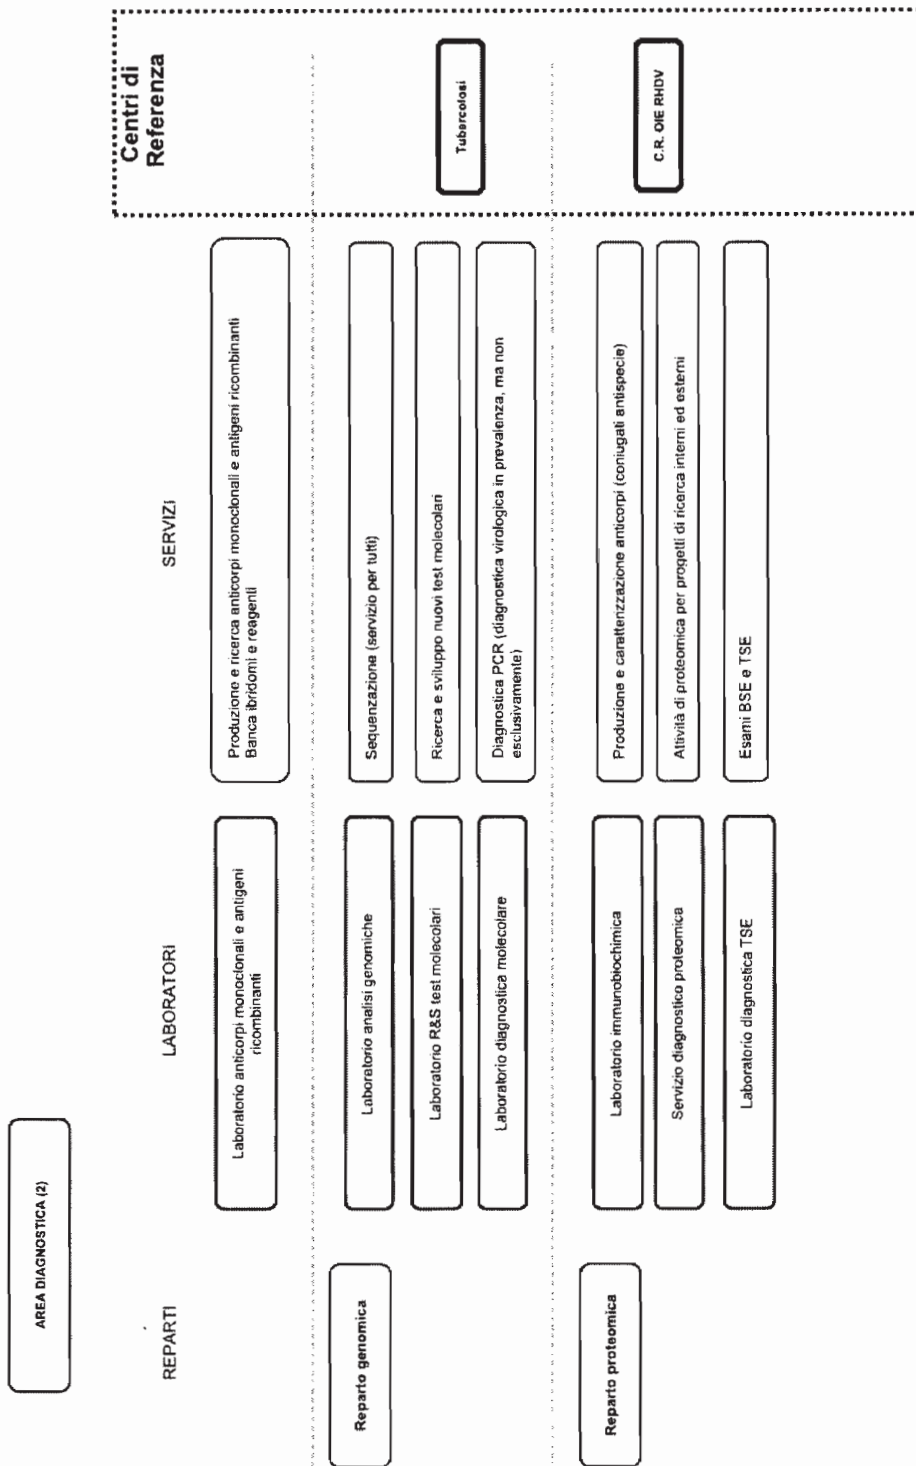 AREA DIAGNOSTICA (2)
REPARTI
LABORATORI
SERVIZI
Centri di
Referenza
Laboratorio anticorpi monoclonali e antigeni
ricombinanti
Produzione e ricerca anticorpi monoclonali e antigeni ricombinanti
Banca ibridomi e reagenti
Reparto genomica
Laboratorio analisi genomiche
Sequenzazione (servizio per tutti)
Laboratorio R&S test molecolari
Ricerca e sviluppo nuovi test molecolari
Laboratorio diagnostica molecolare
Diagnostica PCR (diagnostica virologica in prevalenza, ma non
esclusivamente)
Tubercolosi
Reparto proteomica
Laboratorio immunobiochimica
Produzione e caratterizzazione anticorpi (coniugati antispecie)
Servizio diagnostico proteomica
Attività di proteomica per progetti di ricerca interni ed esterni
Laboratorio diagnostica TSE
Esami BSE e TSE
C.R. OIE RHDV